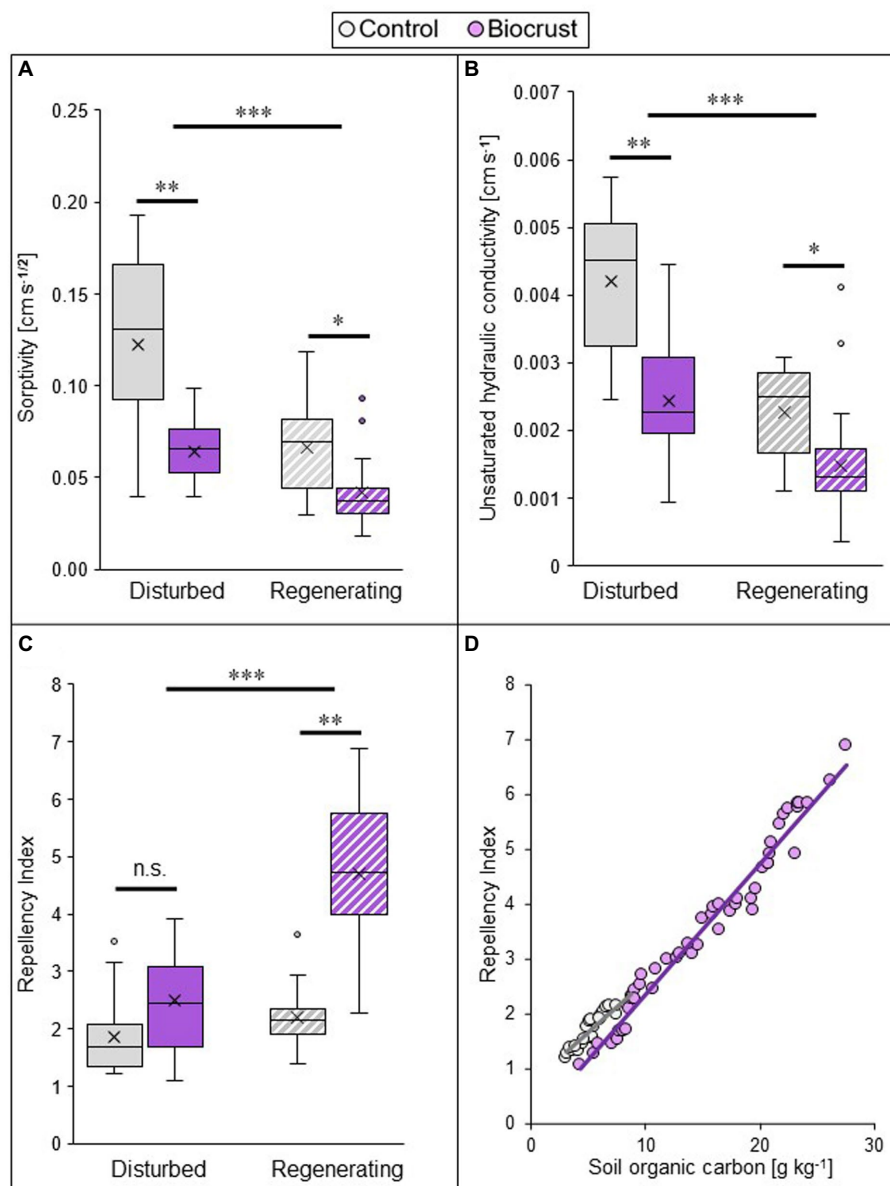 Control Biocrust
A
Sorptivity [cm s-1/2]
0.25
0.20
0.15
0.10
0.05
0.00
***
**
*
Disturbed Regenerating
B
Unsaturated hydraulic conductivity [cm s-1]
0.007
0.006
0.005
0.004
0.003
0.002
0.001
0
***
**
*
Disturbed Regenerating
C
Repellency Index
8
7
6
5
4
3
2
1
0
***
**
n.s.
Disturbed Regenerating
D
Repellency Index
8
7
6
5
4
3
2
1
0
0 10 20 30
Soil organic carbon [g kg-1]